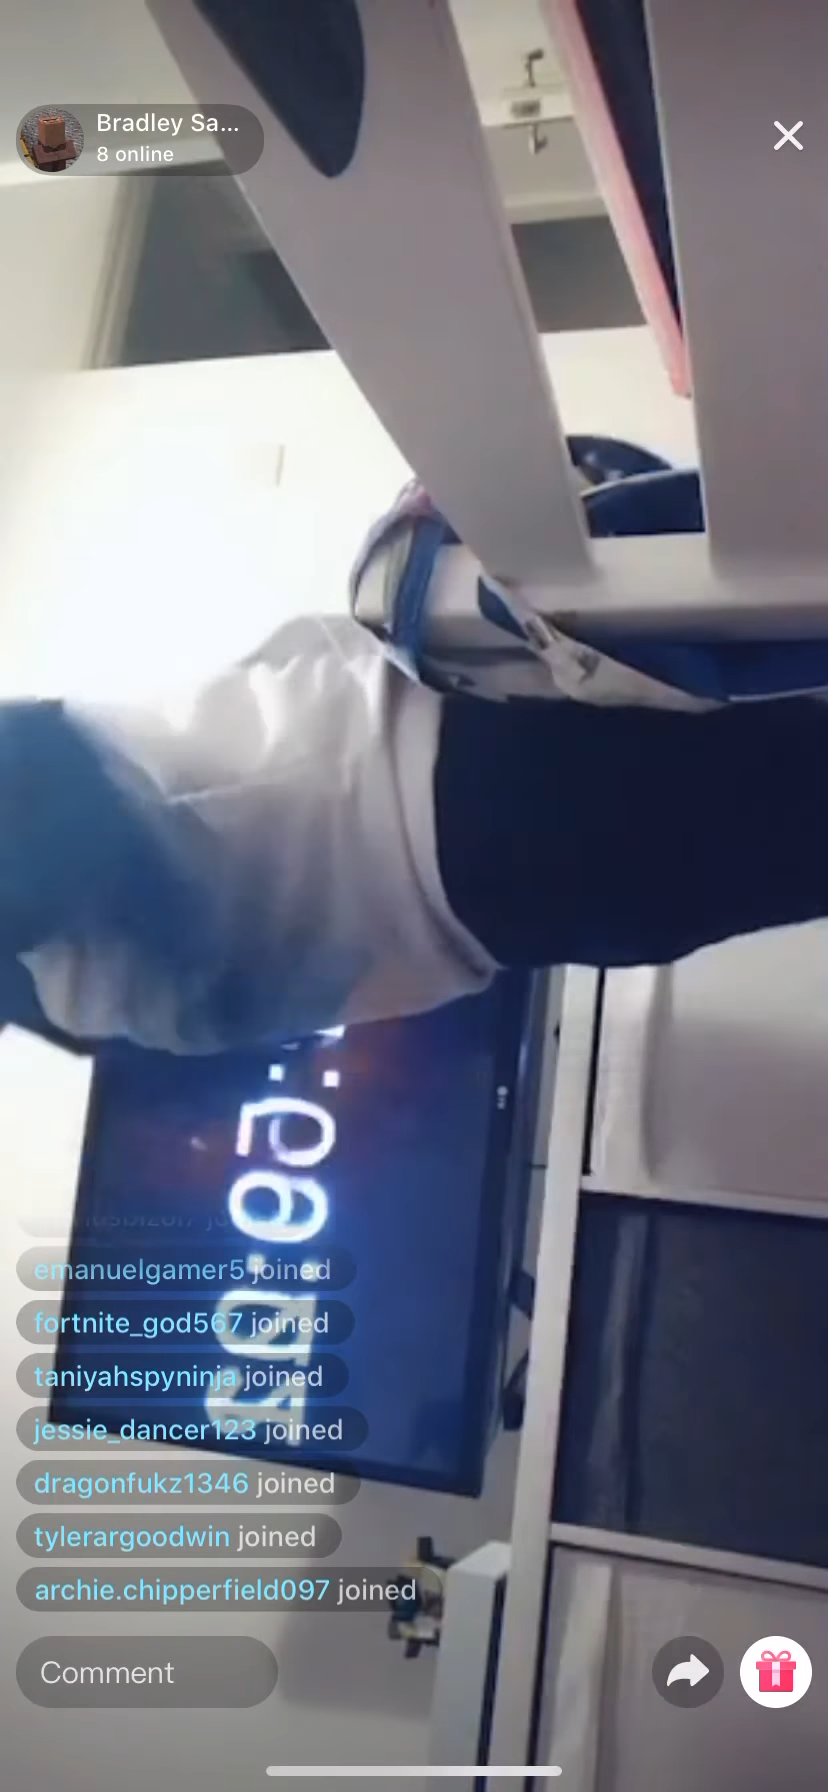 Bradley Sa...
8 online
emanuelgamer5 joined
fortnite_god567 joined
taniyahspyninja joined
jessie_dancer123 joined
dragonfukz1346 joined
tylerargoodwin joined
archie.chipperfield097 joined
Comment